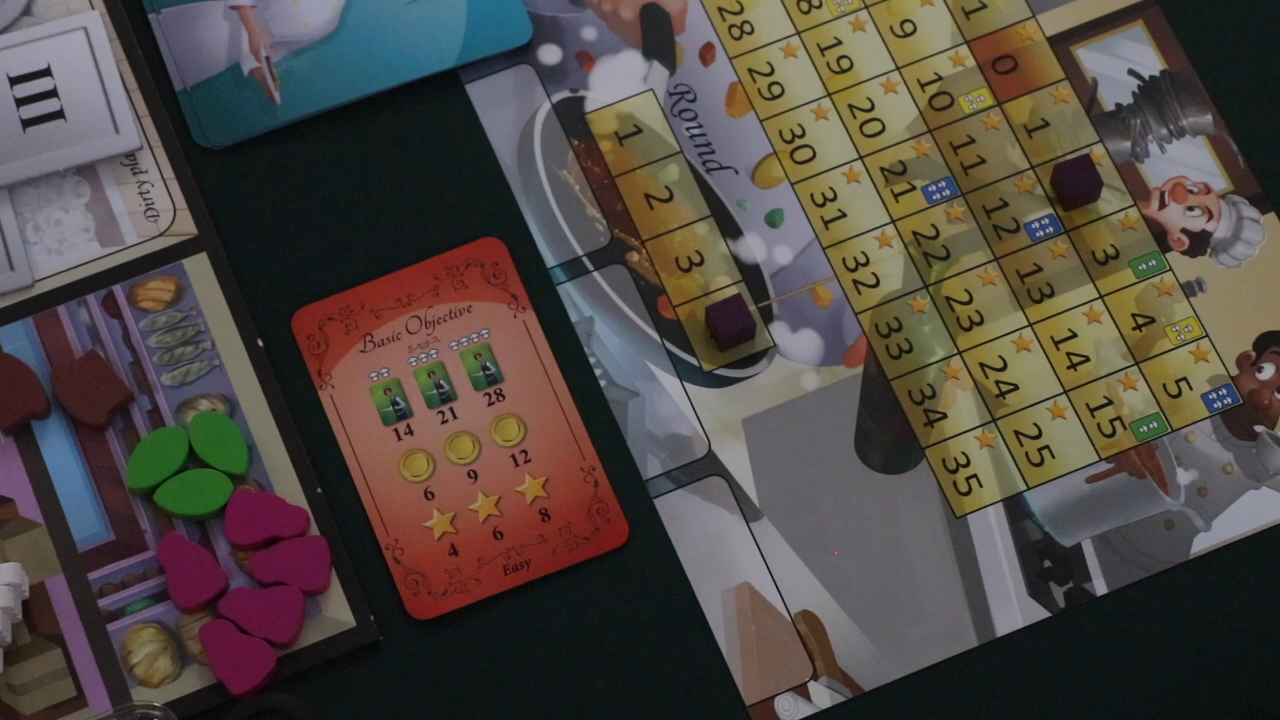 III
Dirty pla
Basic Objective
14 21 28
6 9 12
4 6 8
Easy
Round
1
2
3
28 9 1
29 19 10 0
30 20 11 1
31 21 12
32 22 13 3
33 23 14 4
34 24 15 5
35 25